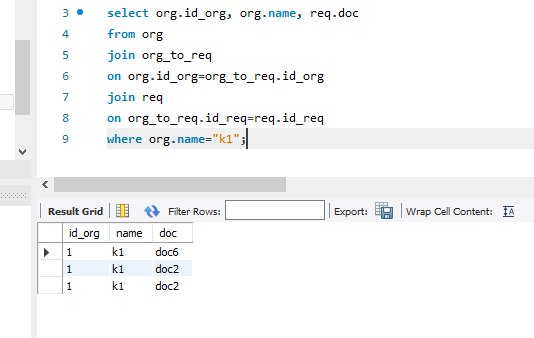 3 select org.id_org, org.name, req.doc
4 from org
5 join org_to_req
6 on org.id_org=org_to_req.id_org
7 join req
8 on org_to_req.id_req=req.id_req
9 where org.name="k1";
Result Grid Filter Rows: Export: Wrap Cell Content: IA
id_org name doc
1 k1 doc6
1 k1 doc2
1 k1 doc2